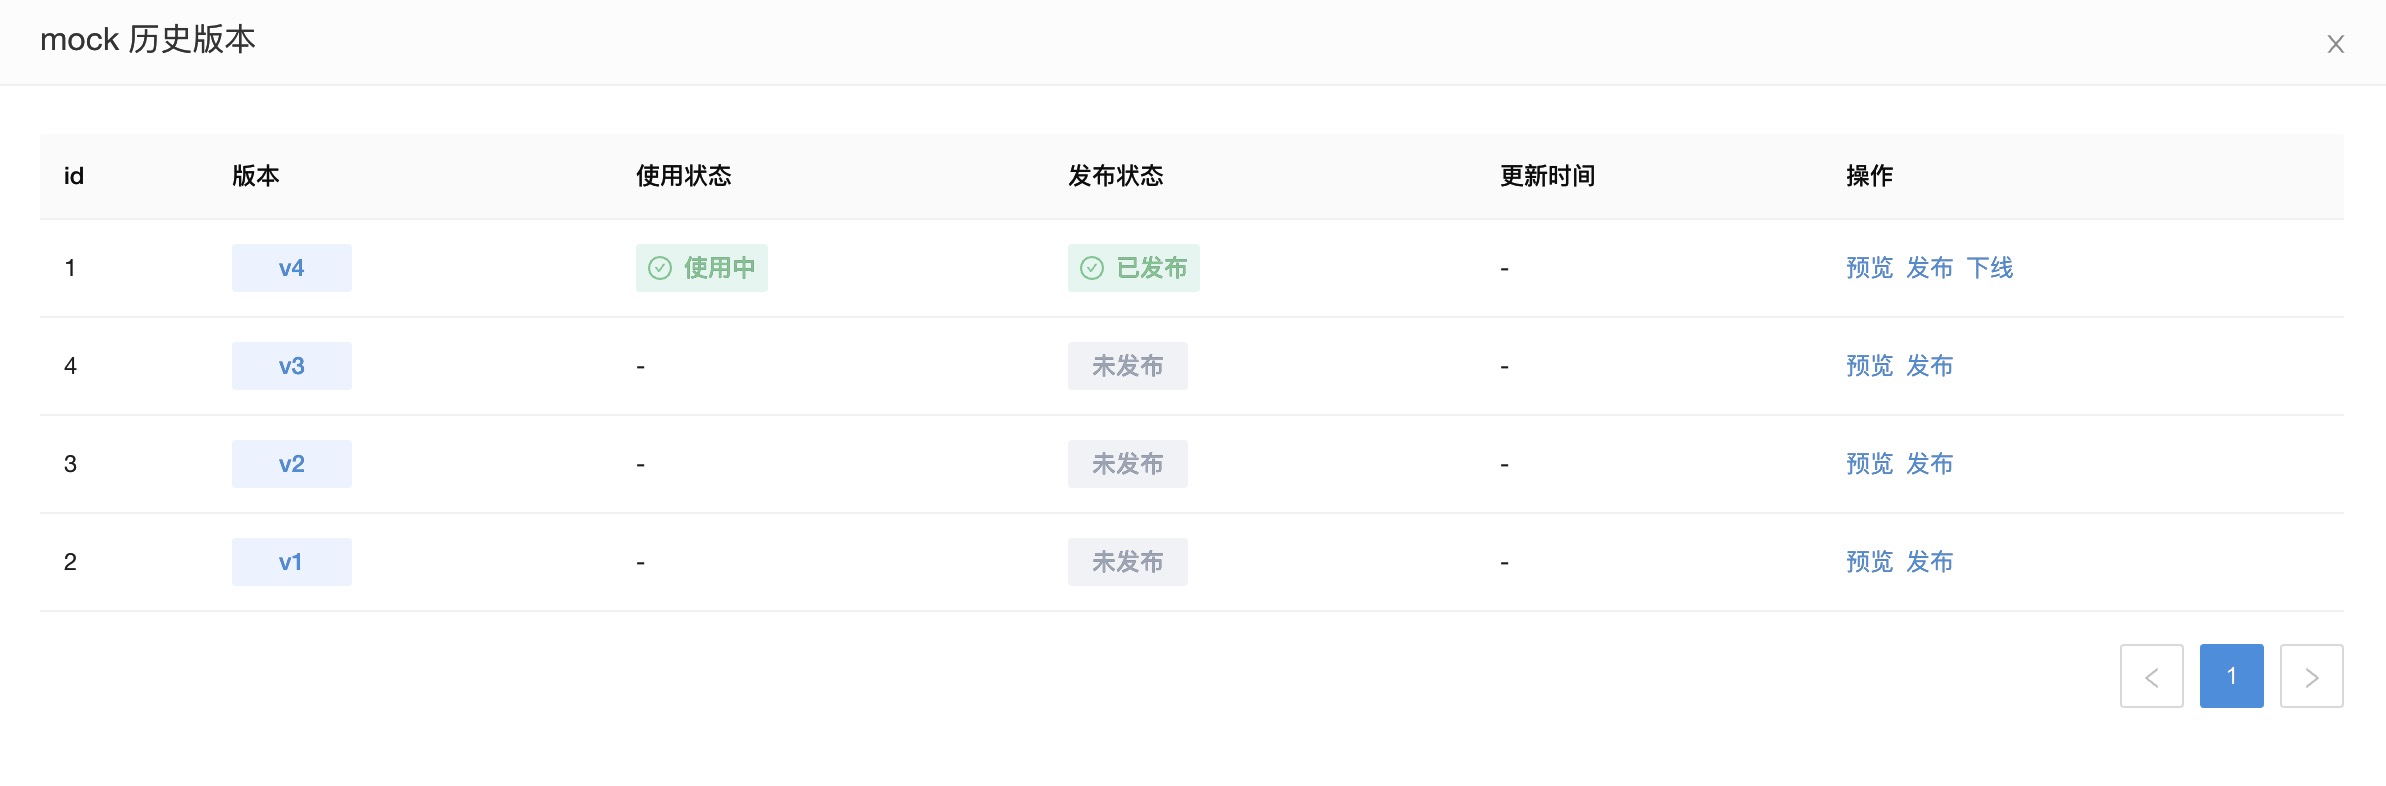 mock 历史版本
id 版本 使用状态 发布状态 更新时间 操作
1 v4 使用中 已发布 - 预览 发布 下线
4 v3 - 未发布 - 预览 发布
3 v2 - 未发布 - 预览 发布
2 v1 - 未发布 - 预览 发布
1